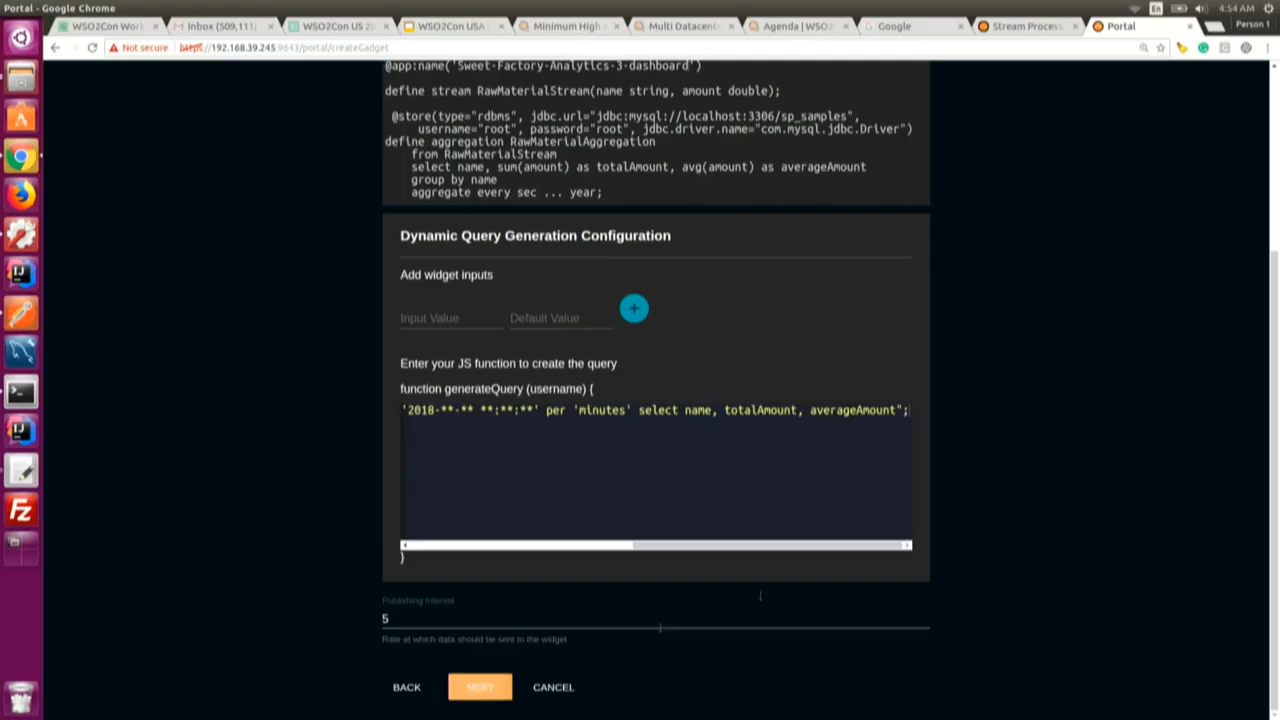 Portal - Google Chrome
En
4:54 AM
WSO2Con Wor
Inbox (509,111)
WSO2Con US 20
WSO2Con USA
Minimum High
Multi Datacent
Agenda | WSO2
Google
Stream Process
Portal
Person 1
Not secure
https://192.168.39.245:9643/portal/createGadget
@app:name('Sweet-Factory-Analytics-3-dashboard')
define stream RawMaterialStream(name string, amount double);
@store(type="rdbms", jdbc.url="jdbc:mysql://localhost:3306/sp_samples",
username="root", password="root", jdbc.driver.name="com.mysql.jdbc.Driver")
define aggregation RawMaterialAggregation
from RawMaterialStream
select name, sum(amount) as totalAmount, avg(amount) as averageAmount
group by name
aggregate every sec ... year;
Dynamic Query Generation Configuration
Add widget inputs
Input Value
Default Value
+
Enter your JS function to create the query
function generateQuery (username) {
'2018-**-** **:**:**' per 'minutes' select name, totalAmount, averageAmount";
}
Publishing Interval
5
Rate at which data should be sent to the widget
BACK
NEXT
CANCEL